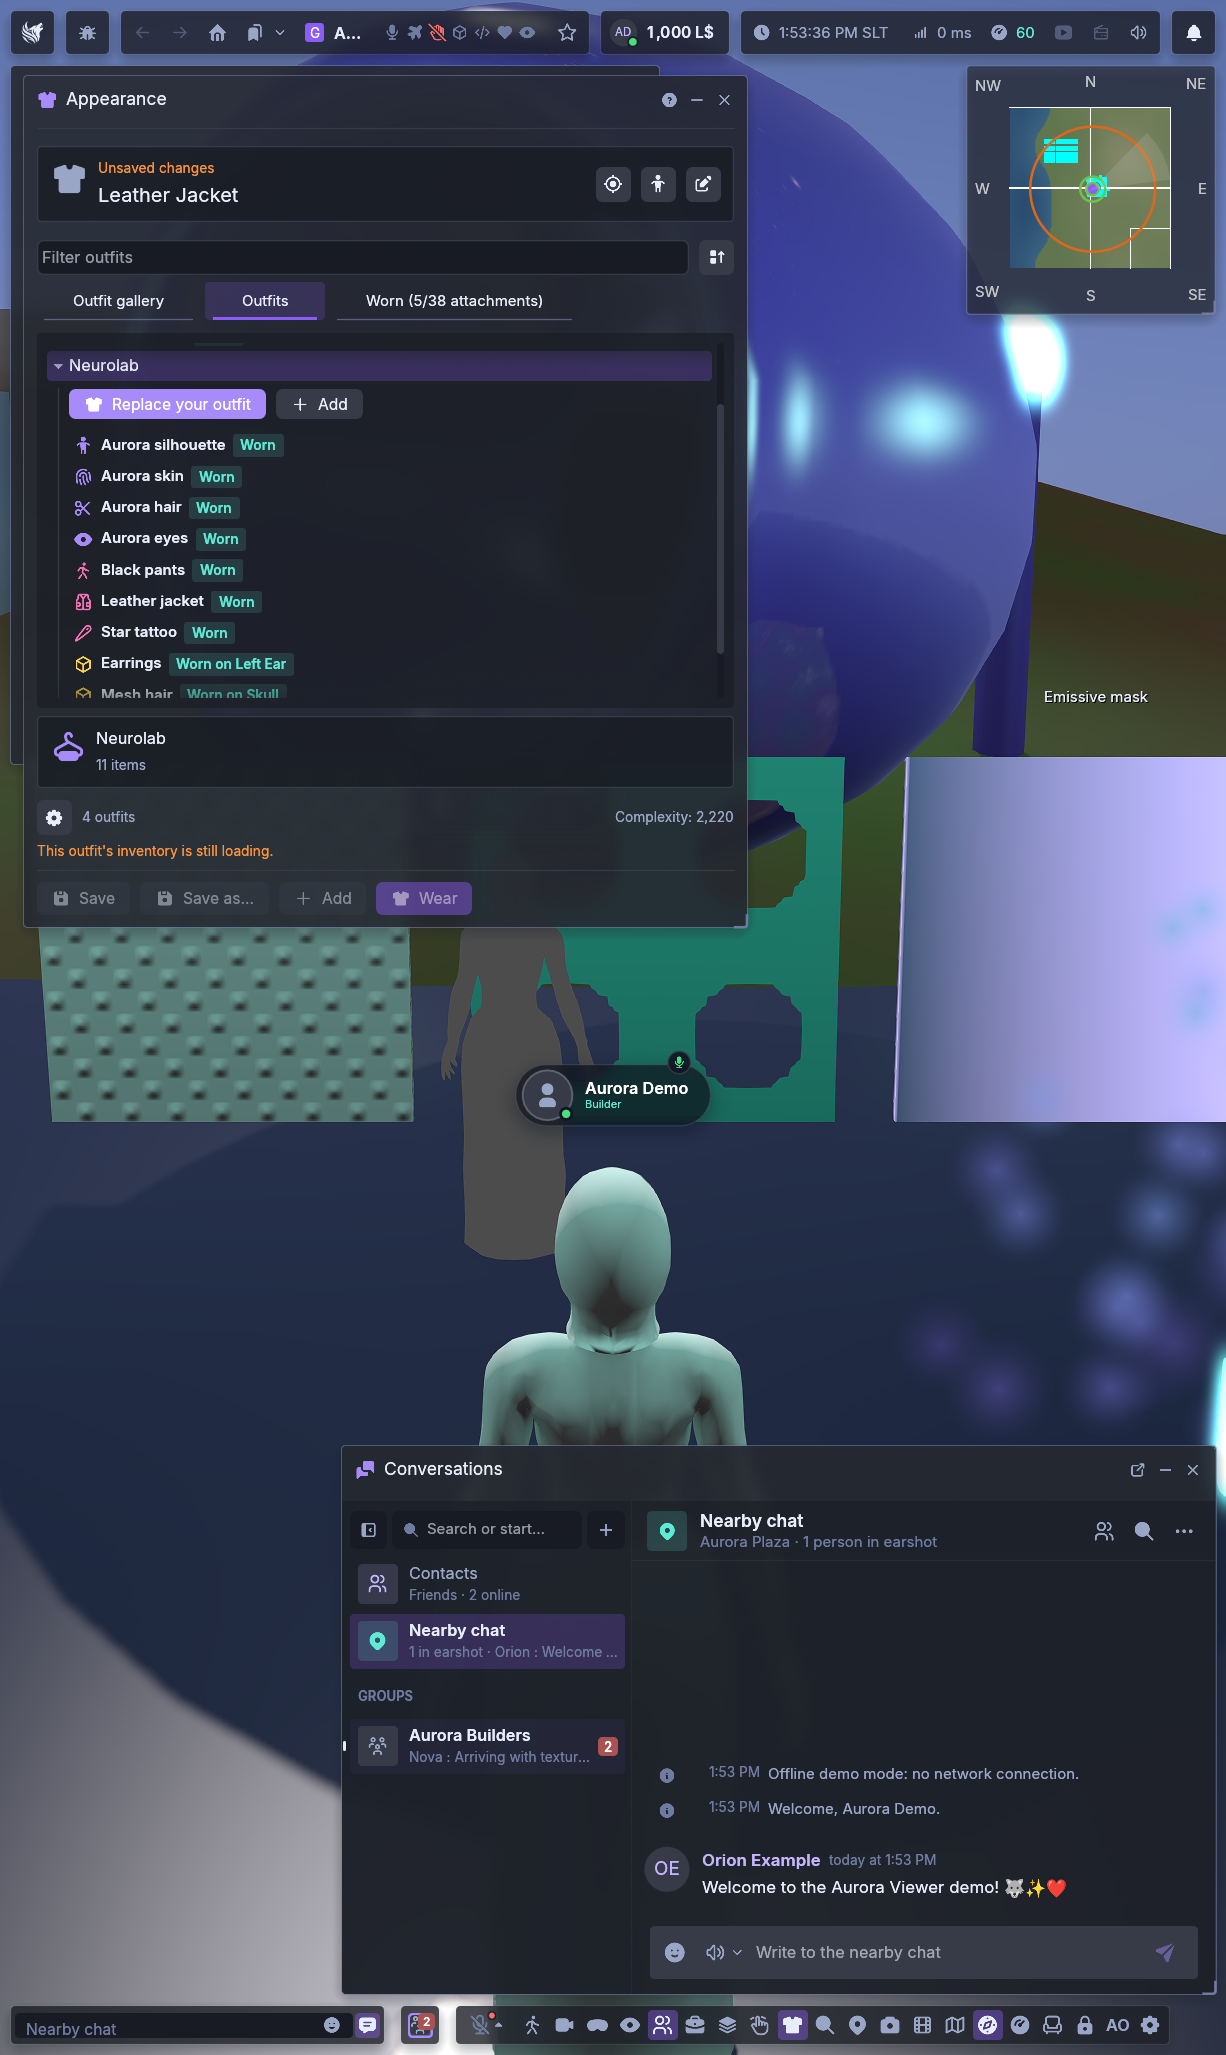 G A...
AD 1,000 L$
1:53:36 PM SLT
0 ms
60
Appearance
Unsaved changes
Leather Jacket
Filter outfits
Outfit gallery
Outfits
Worn (5/38 attachments)
Neurolab
Replace your outfit
Add
Aurora silhouette Worn
Aurora skin Worn
Aurora hair Worn
Aurora eyes Worn
Black pants Worn
Leather jacket Worn
Star tattoo Worn
Earrings Worn on Left Ear
Mesh hair Worn on Skull
Neurolab
11 items
4 outfits
Complexity: 2,220
This outfit's inventory is still loading.
Save
Save as...
Add
Wear
NW
N
NE
W
E
SW
S
SE
Emissive mask
Aurora Demo
Builder
Conversations
Search or start...
Contacts
Friends · 2 online
Nearby chat
1 in earshot · Orion : Welcome ...
GROUPS
Aurora Builders
Nova : Arriving with textur...
2
Nearby chat
Aurora Plaza · 1 person in earshot
1:53 PM Offline demo mode: no network connection.
1:53 PM Welcome, Aurora Demo.
OE
Orion Example today at 1:53 PM
Welcome to the Aurora Viewer demo! 🐺✨❤️
Write to the nearby chat
Nearby chat
2
AO